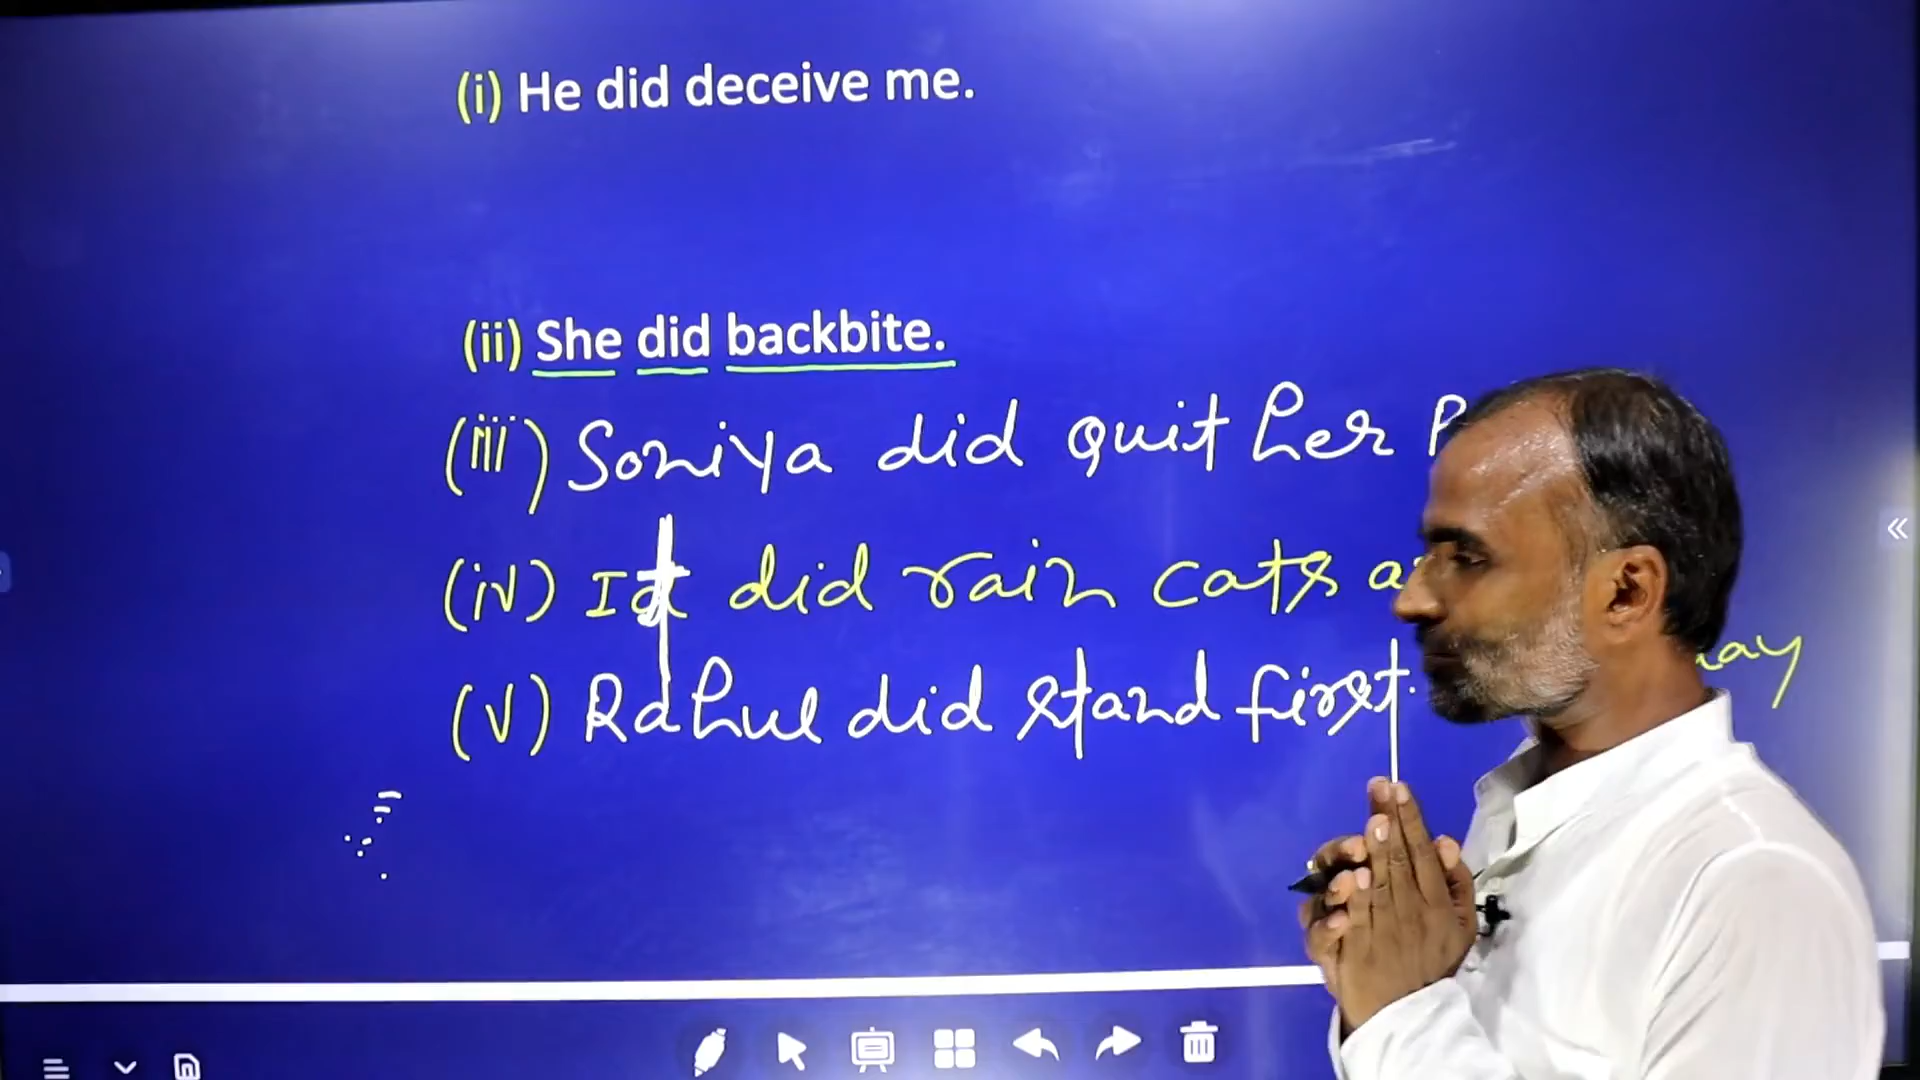 (i) He did deceive me.
(ii) She did backbite.
(iii) Soniya did quit her
(iv) It did rain cats
(v) Rahul did stand first.